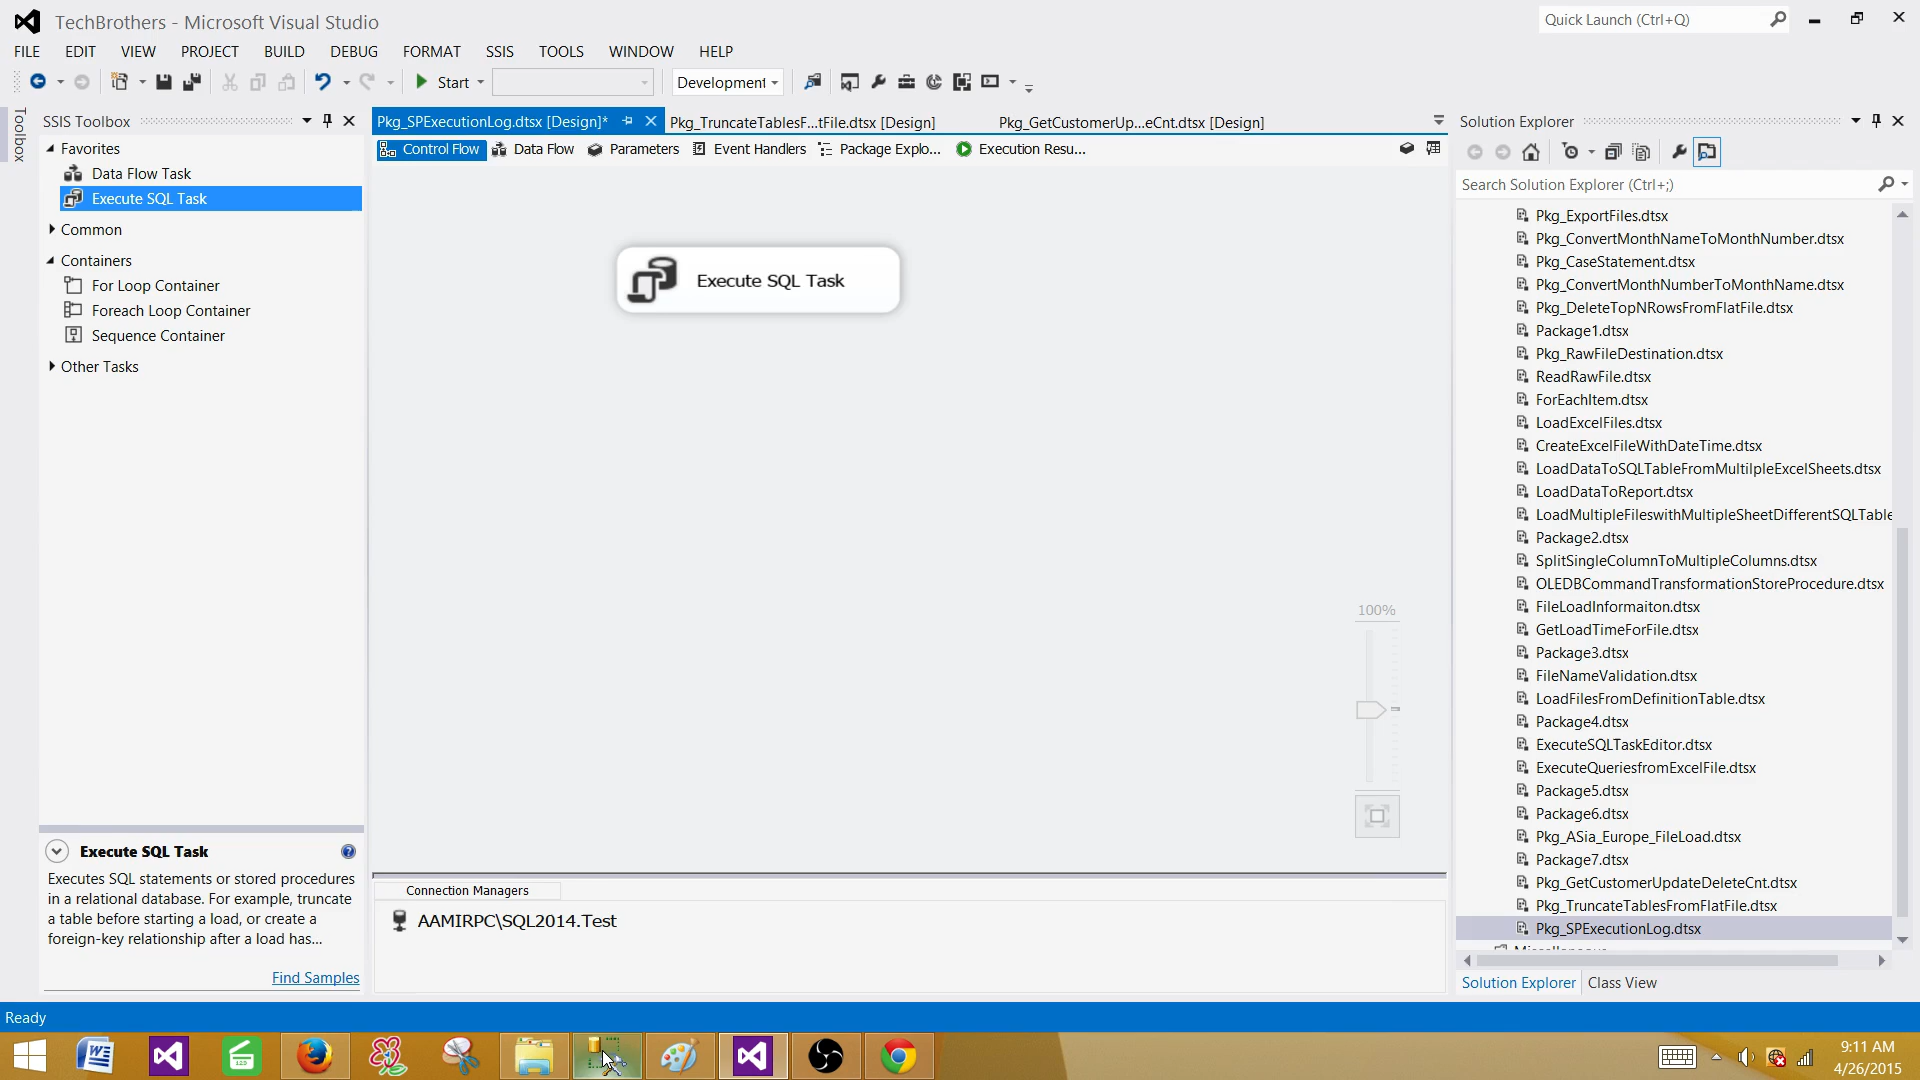 TechBrothers - Microsoft Visual Studio
Quick Launch (Ctrl+Q)
FILE EDIT VIEW PROJECT BUILD DEBUG FORMAT SSIS TOOLS WINDOW HELP
Start Development
Toolbox
SSIS Toolbox
Favorites
Data Flow Task
Execute SQL Task
Common
Containers
For Loop Container
Foreach Loop Container
Sequence Container
Other Tasks
Execute SQL Task
Executes SQL statements or stored procedures
in a relational database. For example, truncate
a table before starting a load, or create a
foreign-key relationship after a load has...
Find Samples
Pkg_SPExecutionLog.dtsx [Design]* Pkg_TruncateTablesF...tFile.dtsx [Design] Pkg_GetCustomerUp...eCnt.dtsx [Design]
Control Flow Data Flow Parameters Event Handlers Package Explo... Execution Resu...
Execute SQL Task
100%
Connection Managers
AAMIRPC\SQL2014.Test
Solution Explorer
Search Solution Explorer (Ctrl+;)
Pkg_ExportFiles.dtsx
Pkg_ConvertMonthNameToMonthNumber.dtsx
Pkg_CaseStatement.dtsx
Pkg_ConvertMonthNumberToMonthName.dtsx
Pkg_DeleteTopNRowsFromFlatFile.dtsx
Package1.dtsx
Pkg_RawFileDestination.dtsx
ReadRawFile.dtsx
ForEachItem.dtsx
LoadExcelFiles.dtsx
CreateExcelFileWithDateTime.dtsx
LoadDataToSQLTableFromMultilpleExcelSheets.dtsx
LoadDataToReport.dtsx
LoadMultipleFileswithMultipleSheetDifferentSQLTable
Package2.dtsx
SplitSingleColumnToMultipleColumns.dtsx
OLEDBCommandTransformationStoreProcedure.dtsx
FileLoadInformaiton.dtsx
GetLoadTimeForFile.dtsx
Package3.dtsx
FileNameValidation.dtsx
LoadFilesFromDefinitionTable.dtsx
Package4.dtsx
ExecuteSQLTaskEditor.dtsx
ExecuteQueriesfromExcelFile.dtsx
Package5.dtsx
Package6.dtsx
Pkg_ASia_Europe_FileLoad.dtsx
Package7.dtsx
Pkg_GetCustomerUpdateDeleteCnt.dtsx
Pkg_TruncateTablesFromFlatFile.dtsx
Pkg_SPExecutionLog.dtsx
Solution Explorer Class View
Ready
9:11 AM
4/26/2015